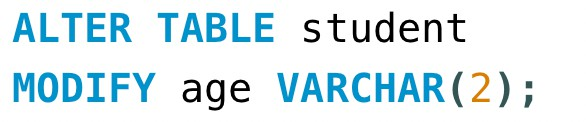 ALTER TABLE student
MODIFY age VARCHAR(2);